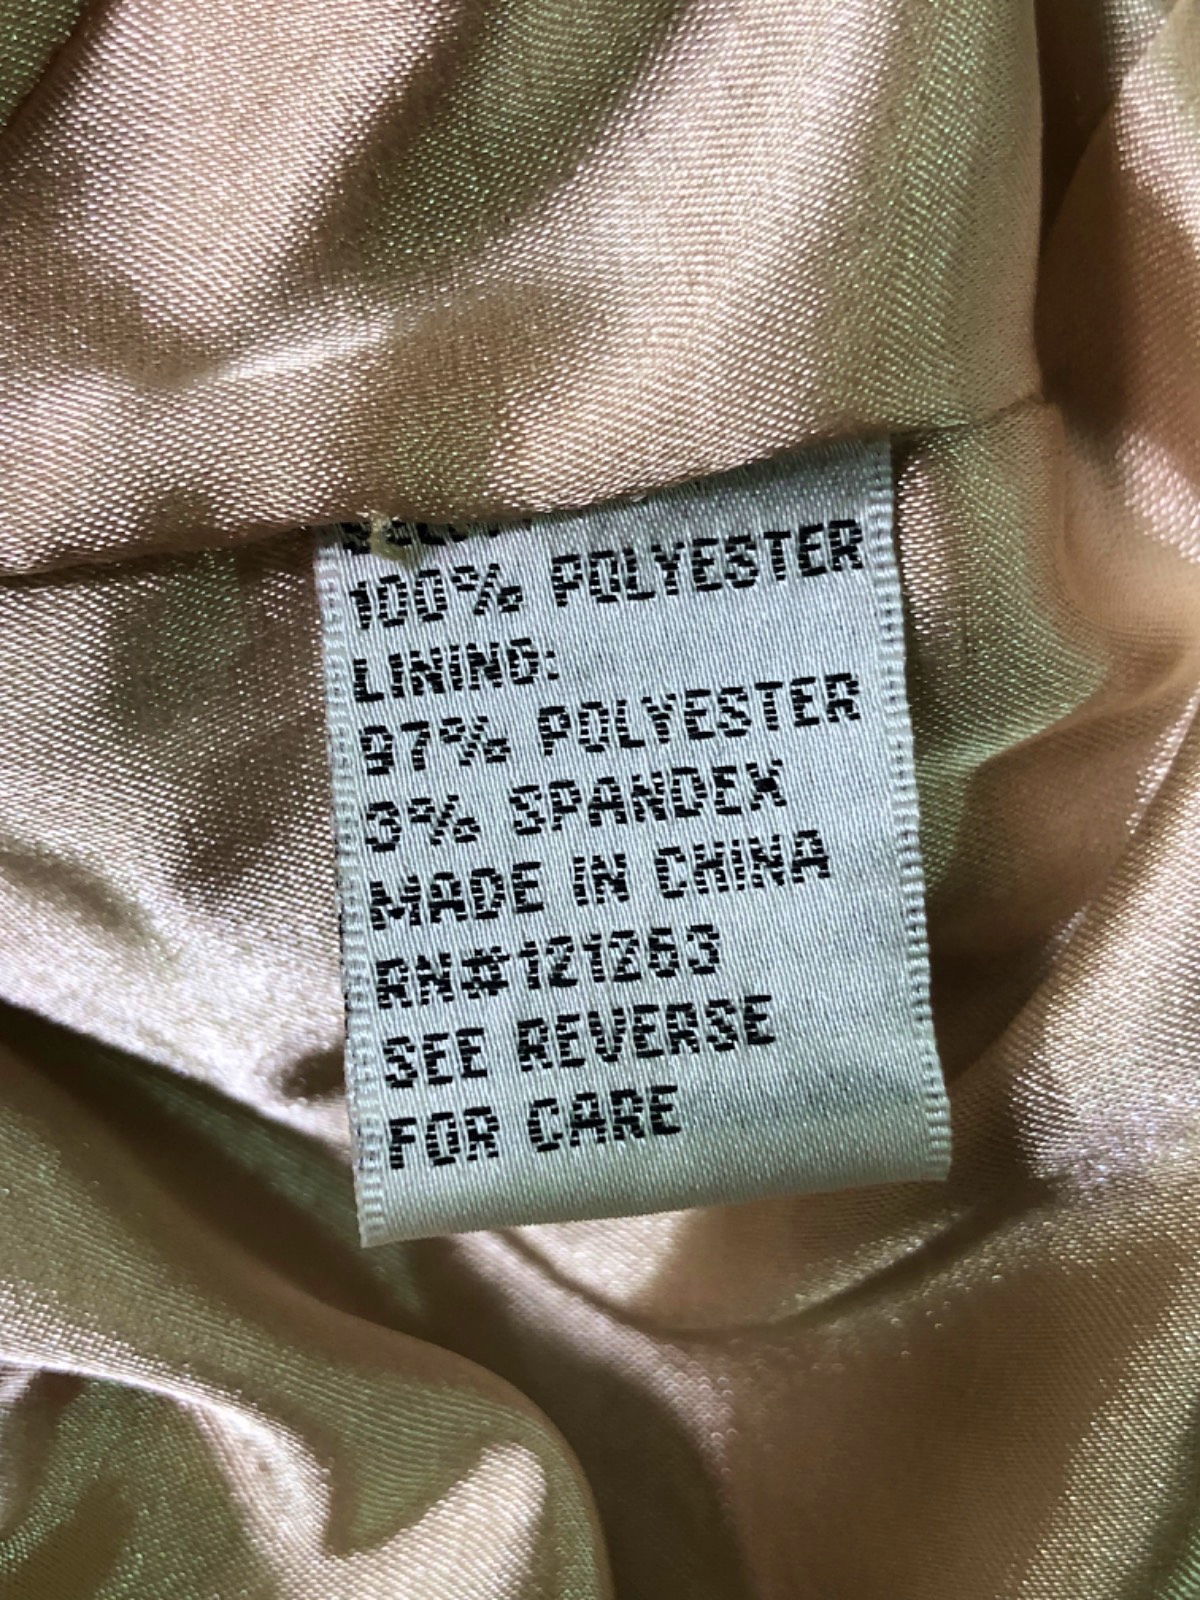 100% POLYESTER
LINING:
97% POLYESTER
3% SPANDEX
MADE IN CHINA
RN#121263
SEE REVERSE
FOR CARE